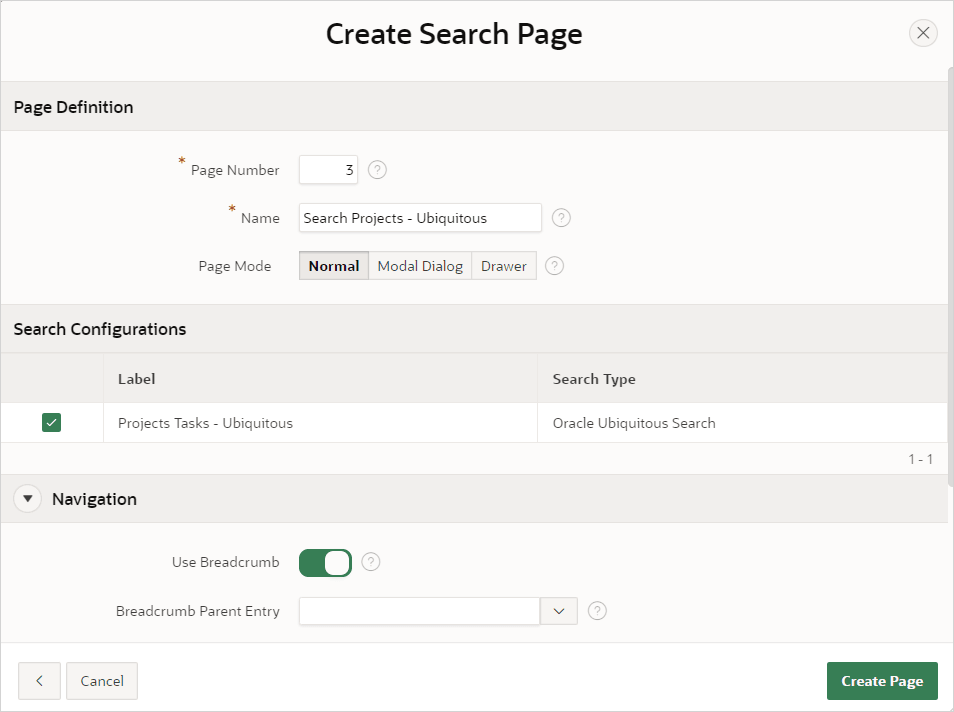 Create Search Page
Page Definition
* Page Number 3 ?
* Name Search Projects - Ubiquitous ?
Page Mode Normal Modal Dialog Drawer ?
Search Configurations
Label Search Type
Projects Tasks - Ubiquitous Oracle Ubiquitous Search
1 - 1
Navigation
Use Breadcrumb ?
Breadcrumb Parent Entry ?
Cancel Create Page